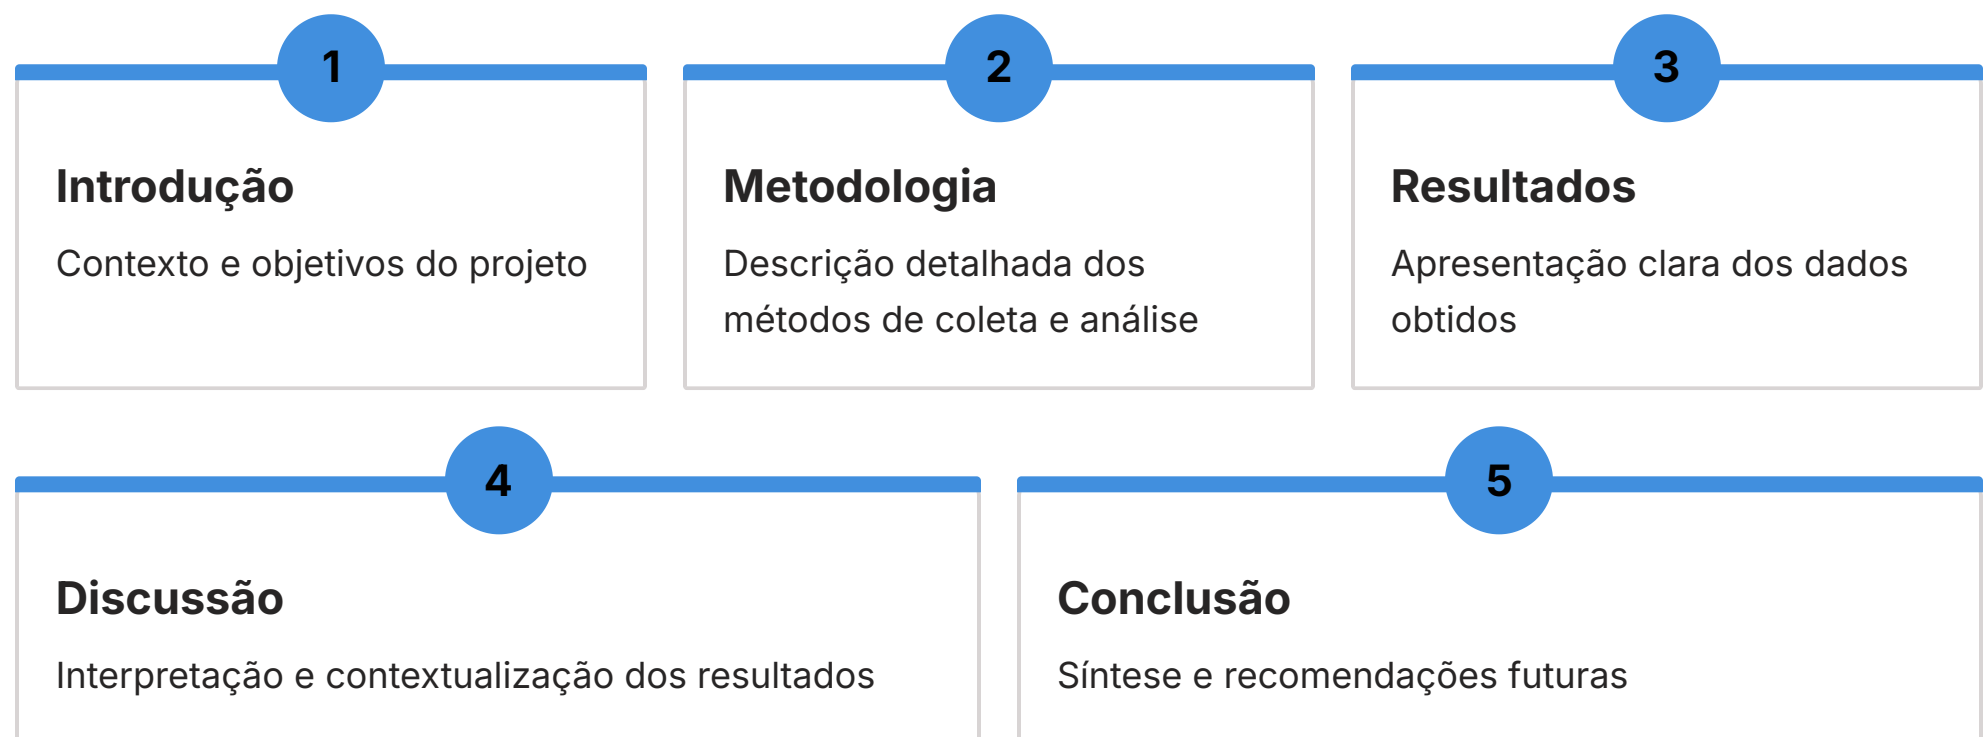 1
Introdução
Contexto e objetivos do projeto
2
Metodologia
Descrição detalhada dos
métodos de coleta e análise
3
Resultados
Apresentação clara dos dados
obtidos
4
Discussão
Interpretação e contextualização dos resultados
5
Conclusão
Síntese e recomendações futuras